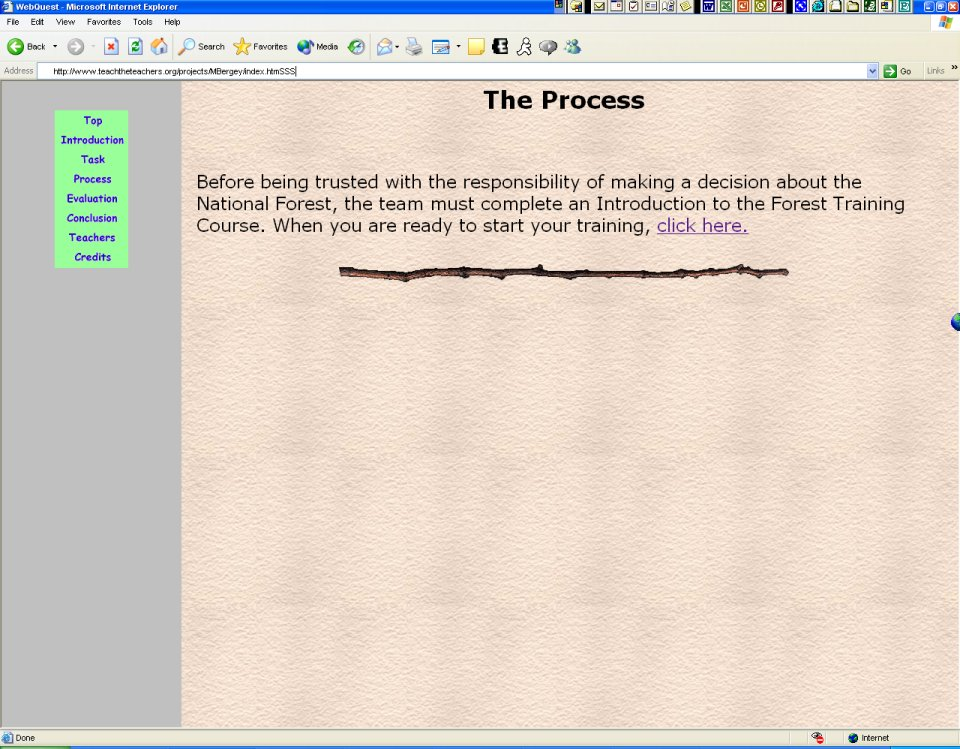 WebQuest - Microsoft Internet Explorer
File Edit View Favorites Tools Help
Back Search Favorites Media
Address http://www.teachtheteachers.org/projects/MBergey/index.htmSSS Go Links »
The Process
Top
Introduction
Task
Process
Evaluation
Conclusion
Teachers
Credits
Before being trusted with the responsibility of making a decision about the
National Forest, the team must complete an Introduction to the Forest Training
Course. When you are ready to start your training, click here.
Done Internet